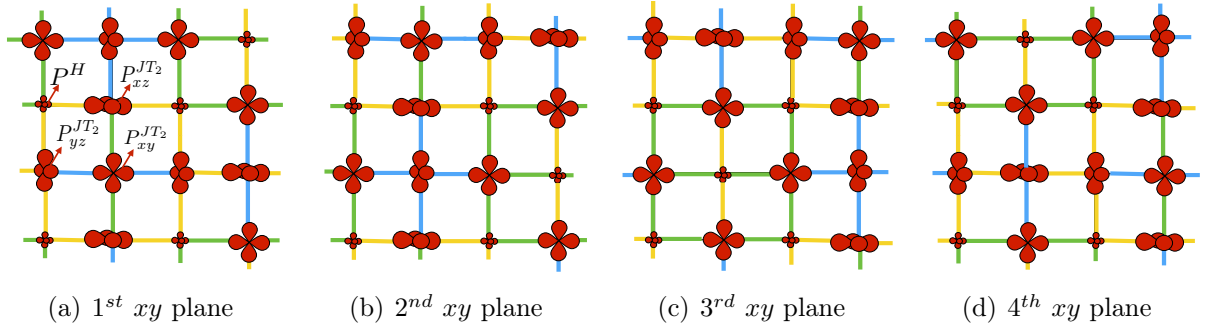 $P^H$ $P_{xz}^{JT_2}$
$P_{yz}^{JT_2}$ $P_{xy}^{JT_2}$
(a) 1$^{st}$ $xy$ plane (b) 2$^{nd}$ $xy$ plane (c) 3$^{rd}$ $xy$ plane (d) 4$^{th}$ $xy$ plane